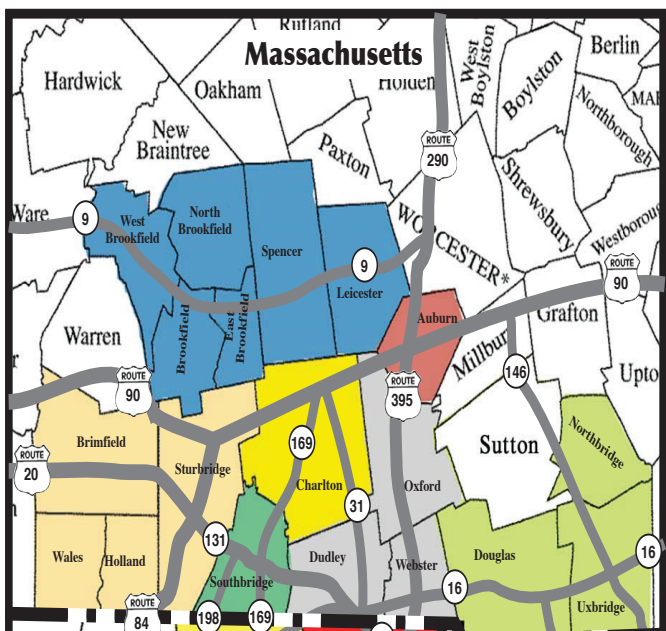 Rutland
Berlin
Massachusetts
Hardwick
Oakham
Holden
West
Boylston
Boylston
Northborough
New
Braintree
Paxton
ROUTE
290
Shrewsbury
Ware
9
West
Brookfield
North
Brookfield
Spencer
WORCESTER*
9
Leicester
ROUTE
90
Warren
Brookfield
East
Brookfield
Auburn
Millbur
Grafton
Upto
ROUTE
90
ROUTE
395
146
Brimfield
Sturbridge
169
Sutton
Northbridge
ROUTE
20
Charlton
31
Oxford
Wales
Holland
131
Southbridge
Dudley
Webster
Douglas
16
16
Uxbridge
ROUTE
84
198
169